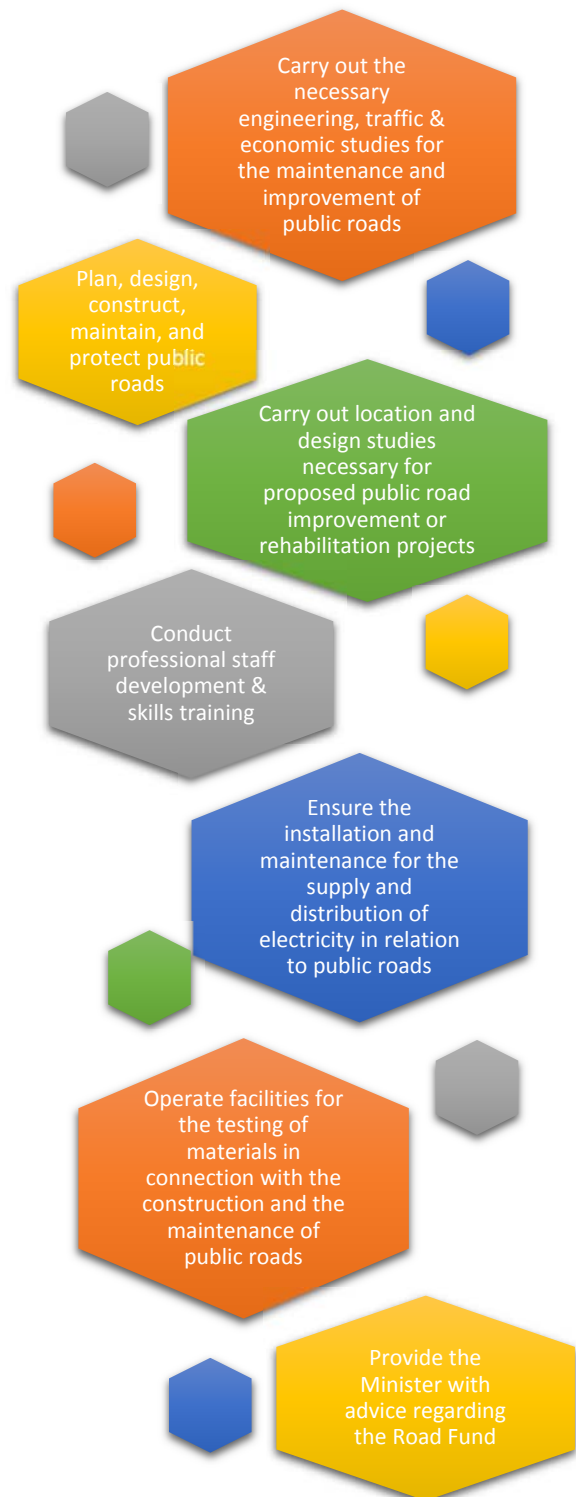 Carry out the
necessary
engineering, traffic &
economic studies for
the maintenance and
improvement of
public roads
Plan, design,
construct,
maintain, and
protect public
roads
Carry out location and
design studies
necessary for
proposed public road
improvement or
rehabilitation projects
Conduct
professional staff
development &
skills training
Ensure the
installation and
maintenance for the
supply and
distribution of
electricity in relation
to public roads
Operate facilities for
the testing of
materials in
connection with the
construction and the
maintenance of
public roads
Provide the
Minister with
advice regarding
the Road Fund